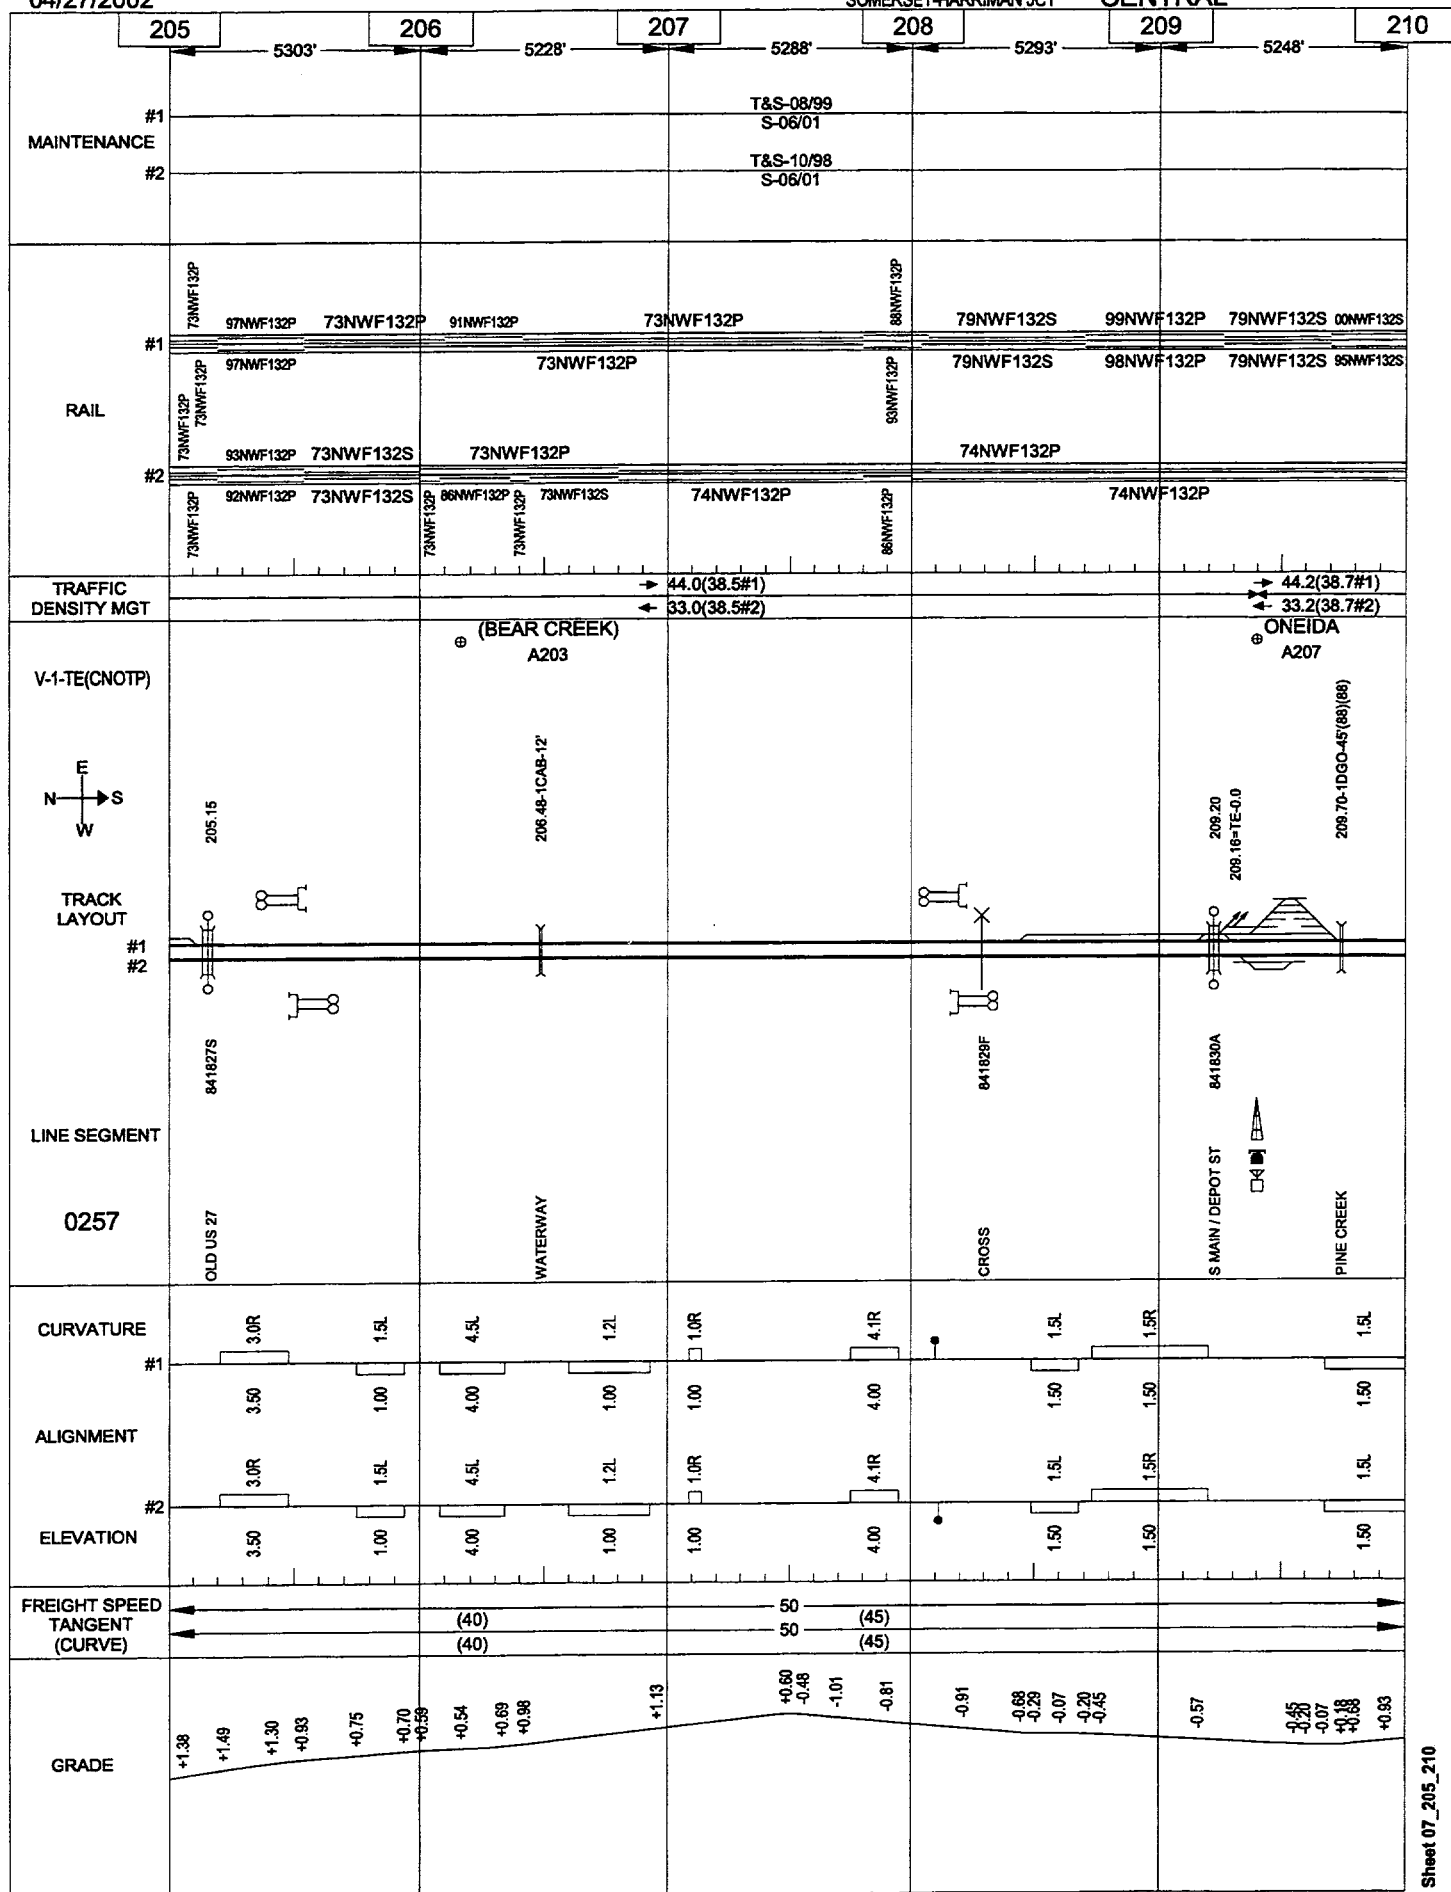 04/27/2002 SOMERSET-HARRIMAN JCT CENTRAL
205 206 207 208 209 210
5303' 5228' 5288' 5293' 5248'
MAINTENANCE
#1
T&S-08/99
S-06/01
#2
T&S-10/98
S-06/01
RAIL
73NWF132P 88NWF132P
97NWF132P 73NWF132P 91NWF132P 73NWF132P 79NWF132S 99NWF132P 79NWF132S 00NWF132S
#1
97NWF132P 73NWF132P 79NWF132S 98NWF132P 79NWF132S 95NWF132S
73NWF132P 73NWF132P 93NWF132P
93NWF132P 73NWF132S 73NWF132P 74NWF132P
#2
92NWF132P 73NWF132S 86NWF132P 73NWF132S 74NWF132P 74NWF132P
73NWF132P 73NWF132P 73NWF132P 86NWF132P
TRAFFIC
DENSITY MGT
44.0(38.5#1) 44.2(38.7#1)
33.0(38.5#2) 33.2(38.7#2)
(BEAR CREEK) ONEIDA
A203 A207
V-1-TE(CNOTP)
E
N S
W
205.15 206.48-1CAB-12' 209.20 209.16=TE-0.0 209.70-1DGO-45'(88)(88)
TRACK
LAYOUT
#1
#2
841827S 841829F 841830A
LINE SEGMENT
0257
OLD US 27 WATERWAY CROSS S MAIN / DEPOT ST PINE CREEK
CURVATURE
3.0R 1.5L 4.5L 1.2L 1.0R 4.1R 1.5L 1.5R 1.5L
#1
3.50 1.00 4.00 1.00 1.00 4.00 1.50 1.50 1.50
ALIGNMENT
3.0R 1.5L 4.5L 1.2L 1.0R 4.1R 1.5L 1.5R 1.5L
#2
ELEVATION
3.50 1.00 4.00 1.00 1.00 4.00 1.50 1.50 1.50
FREIGHT SPEED
TANGENT
(CURVE)
50
(40) (45)
50
(40) (45)
GRADE
+1.38 +1.49 +1.30 +0.93 +0.75 +0.70 +0.59 +0.54 +0.69 +0.98 +1.13 +0.60 -0.48 -1.01 -0.81 -0.91 -0.68 -0.29 -0.07 -0.20 -0.45 -0.57 -0.45 -0.20 -0.07 +0.18 +0.68 +0.93
Sheet 07_205_210